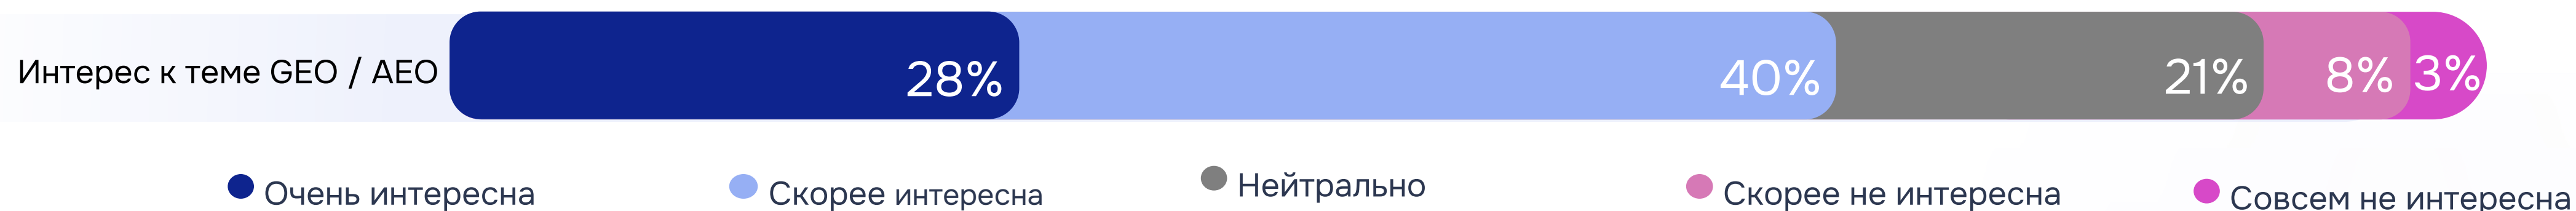 Интерес к теме GEO / AEO 28% 40% 21% 8% 3%
Очень интересна Скорее интересна Нейтрально Скорее не интересна Совсем не интересна